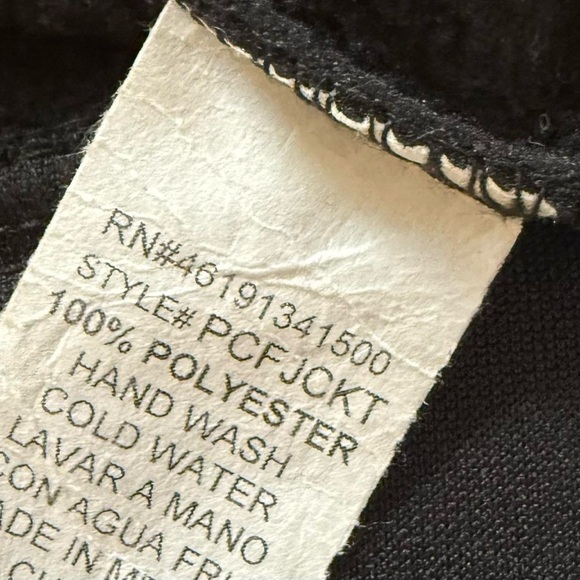 RN#46191341500
STYLE# PCFJCKT
100% POLYESTER
HAND WASH
COLD WATER
LAVAR A MANO
CON AGUA